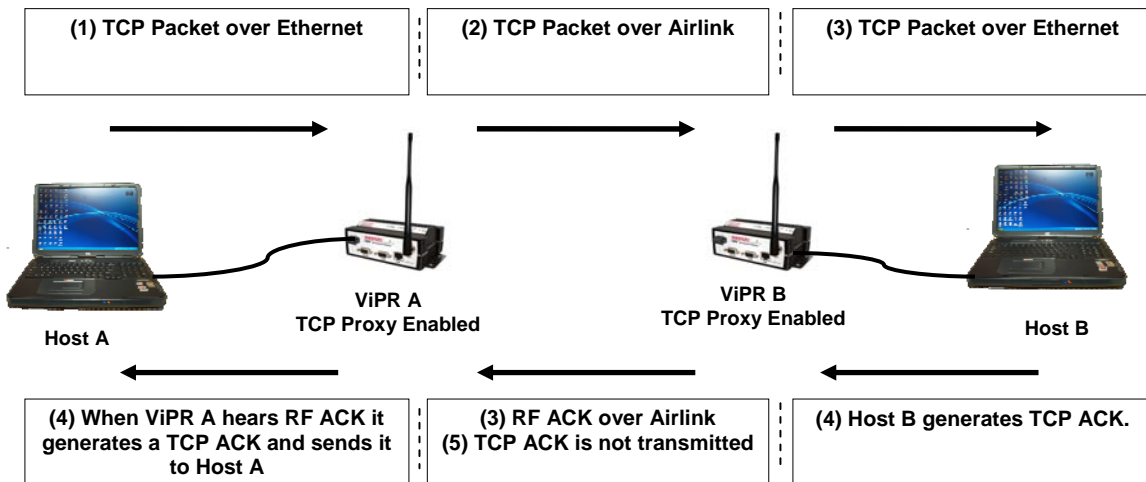 (1) TCP Packet over Ethernet
(2) TCP Packet over Airlink
(3) TCP Packet over Ethernet
ViPR A
TCP Proxy Enabled
ViPR B
TCP Proxy Enabled
Host A
Host B
(4) When ViPR A hears RF ACK it
generates a TCP ACK and sends it
to Host A
(3) RF ACK over Airlink
(5) TCP ACK is not transmitted
(4) Host B generates TCP ACK.